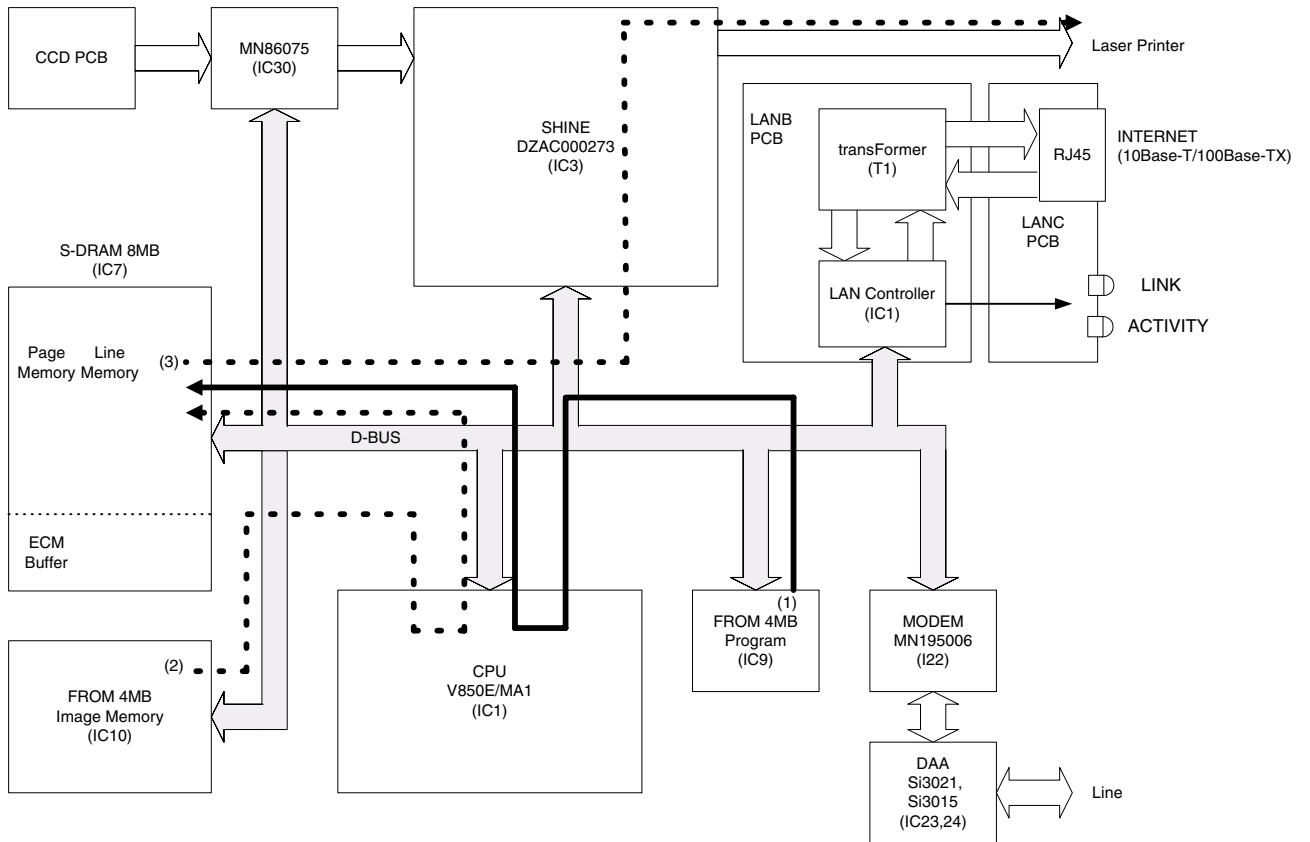 CCD PCB
MN86075
(IC30)
SHINE
DZAC000273
(IC3)
Laser Printer
LANB
PCB
transFormer
(T1)
RJ45
INTERNET
(10Base-T/100Base-TX)
LANC
PCB
LAN Controller
(IC1)
LINK
ACTIVITY
S-DRAM 8MB
(IC7)
Page
Memory
Line
Memory
(3)
D-BUS
ECM
Buffer
(2)
FROM 4MB
Image Memory
(IC10)
CPU
V850E/MA1
(IC1)
(1)
FROM 4MB
Program
(IC9)
MODEM
MN195006
(I22)
DAA
Si3021,
Si3015
(IC23,24)
Line